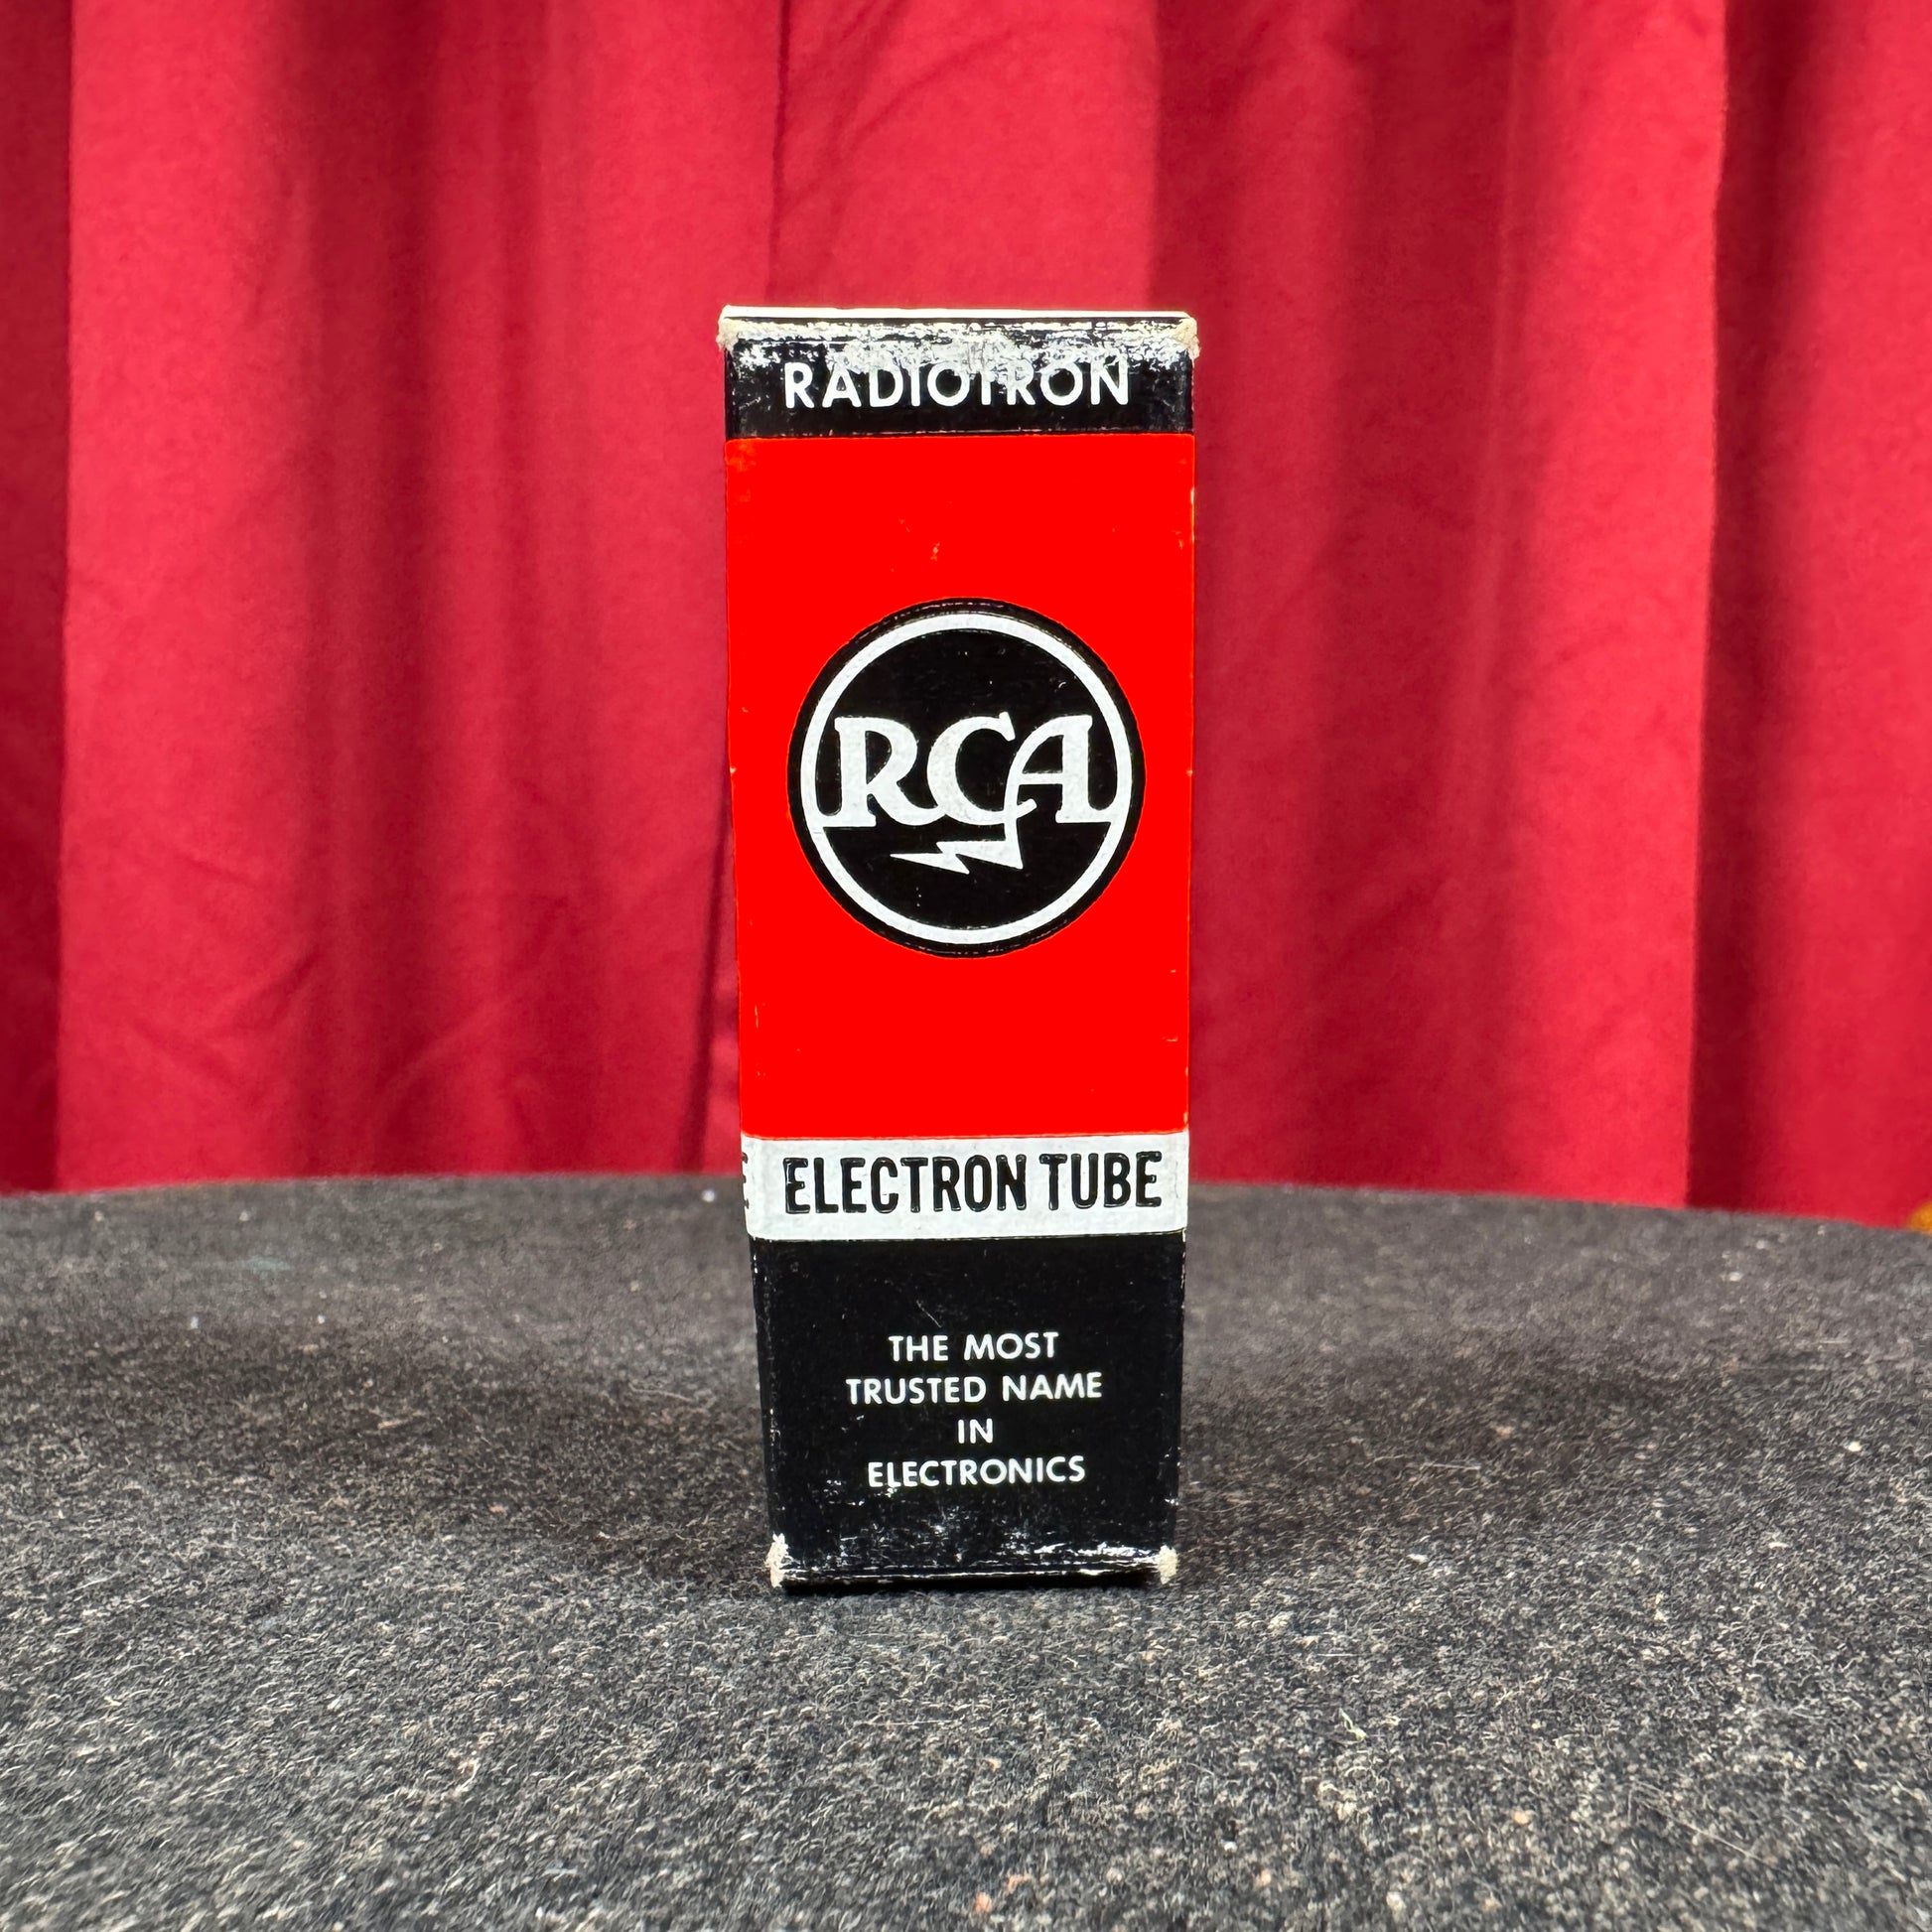 RADIOTRON
RCA
ELECTRON TUBE
THE MOST
TRUSTED NAME
IN
ELECTRONICS